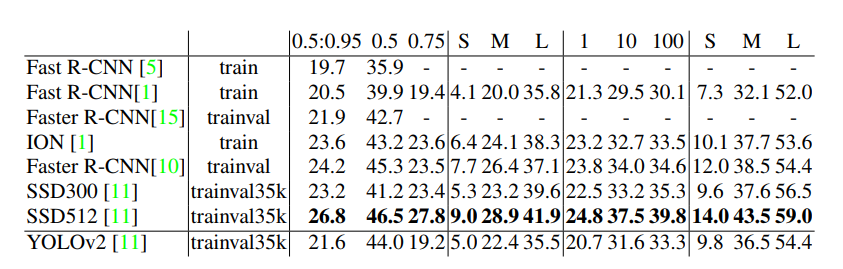 0.5:0.95 0.5 0.75 S M L 1 10 100 S M L
Fast R-CNN [5] train 19.7 35.9 - - - - - - - - - -
Fast R-CNN[1] train 20.5 39.9 19.4 4.1 20.0 35.8 21.3 29.5 30.1 7.3 32.1 52.0
Faster R-CNN[15] trainval 21.9 42.7 - - - - - - - - - -
ION [1] train 23.6 43.2 23.6 6.4 24.1 38.3 23.2 32.7 33.5 10.1 37.7 53.6
Faster R-CNN[10] trainval 24.2 45.3 23.5 7.7 26.4 37.1 23.8 34.0 34.6 12.0 38.5 54.4
SSD300 [11] trainval35k 23.2 41.2 23.4 5.3 23.2 39.6 22.5 33.2 35.3 9.6 37.6 56.5
SSD512 [11] trainval35k 26.8 46.5 27.8 9.0 28.9 41.9 24.8 37.5 39.8 14.0 43.5 59.0
YOLOv2 [11] trainval35k 21.6 44.0 19.2 5.0 22.4 35.5 20.7 31.6 33.3 9.8 36.5 54.4